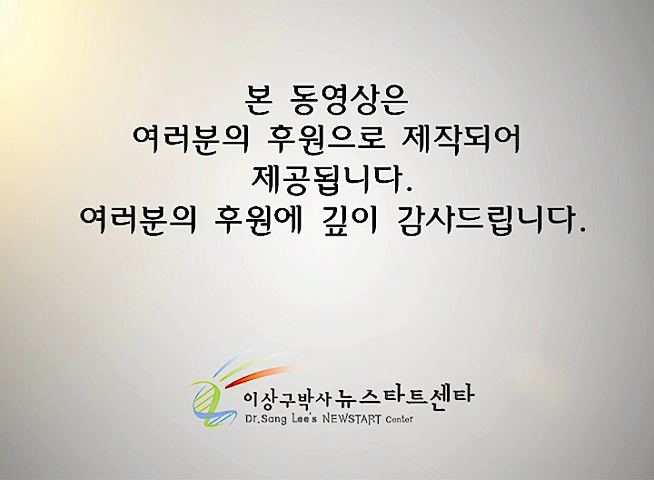 본 동영상은
여러분의 후원으로 제작되어
제공됩니다.
여러분의 후원에 깊이 감사드립니다.
이상구박사 뉴스타트센타
Dr.Sang Lee's NEWSTART Center